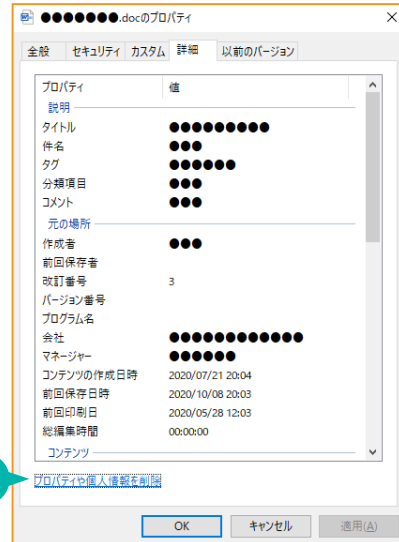 ●●●●●●●.docのプロパティ
全般 セキュリティ カスタム 詳細 以前のバージョン
プロパティ 値
説明
タイトル ●●●●●●●●●
件名 ●●●
タグ ●●●●●●
分類項目 ●●●
コメント ●●●
元の場所
作成者 ●●●
前回保存者
改訂番号 3
バージョン番号
プログラム名
会社 ●●●●●●●●●●●●
マネージャー ●●●●●●
コンテンツの作成日時 2020/07/21 20:04
前回保存日時 2020/10/08 20:03
前回印刷日 2020/05/28 12:03
総編集時間 00:00:00
コンテンツ
プロパティや個人情報を削除
OK キャンセル 適用(A)